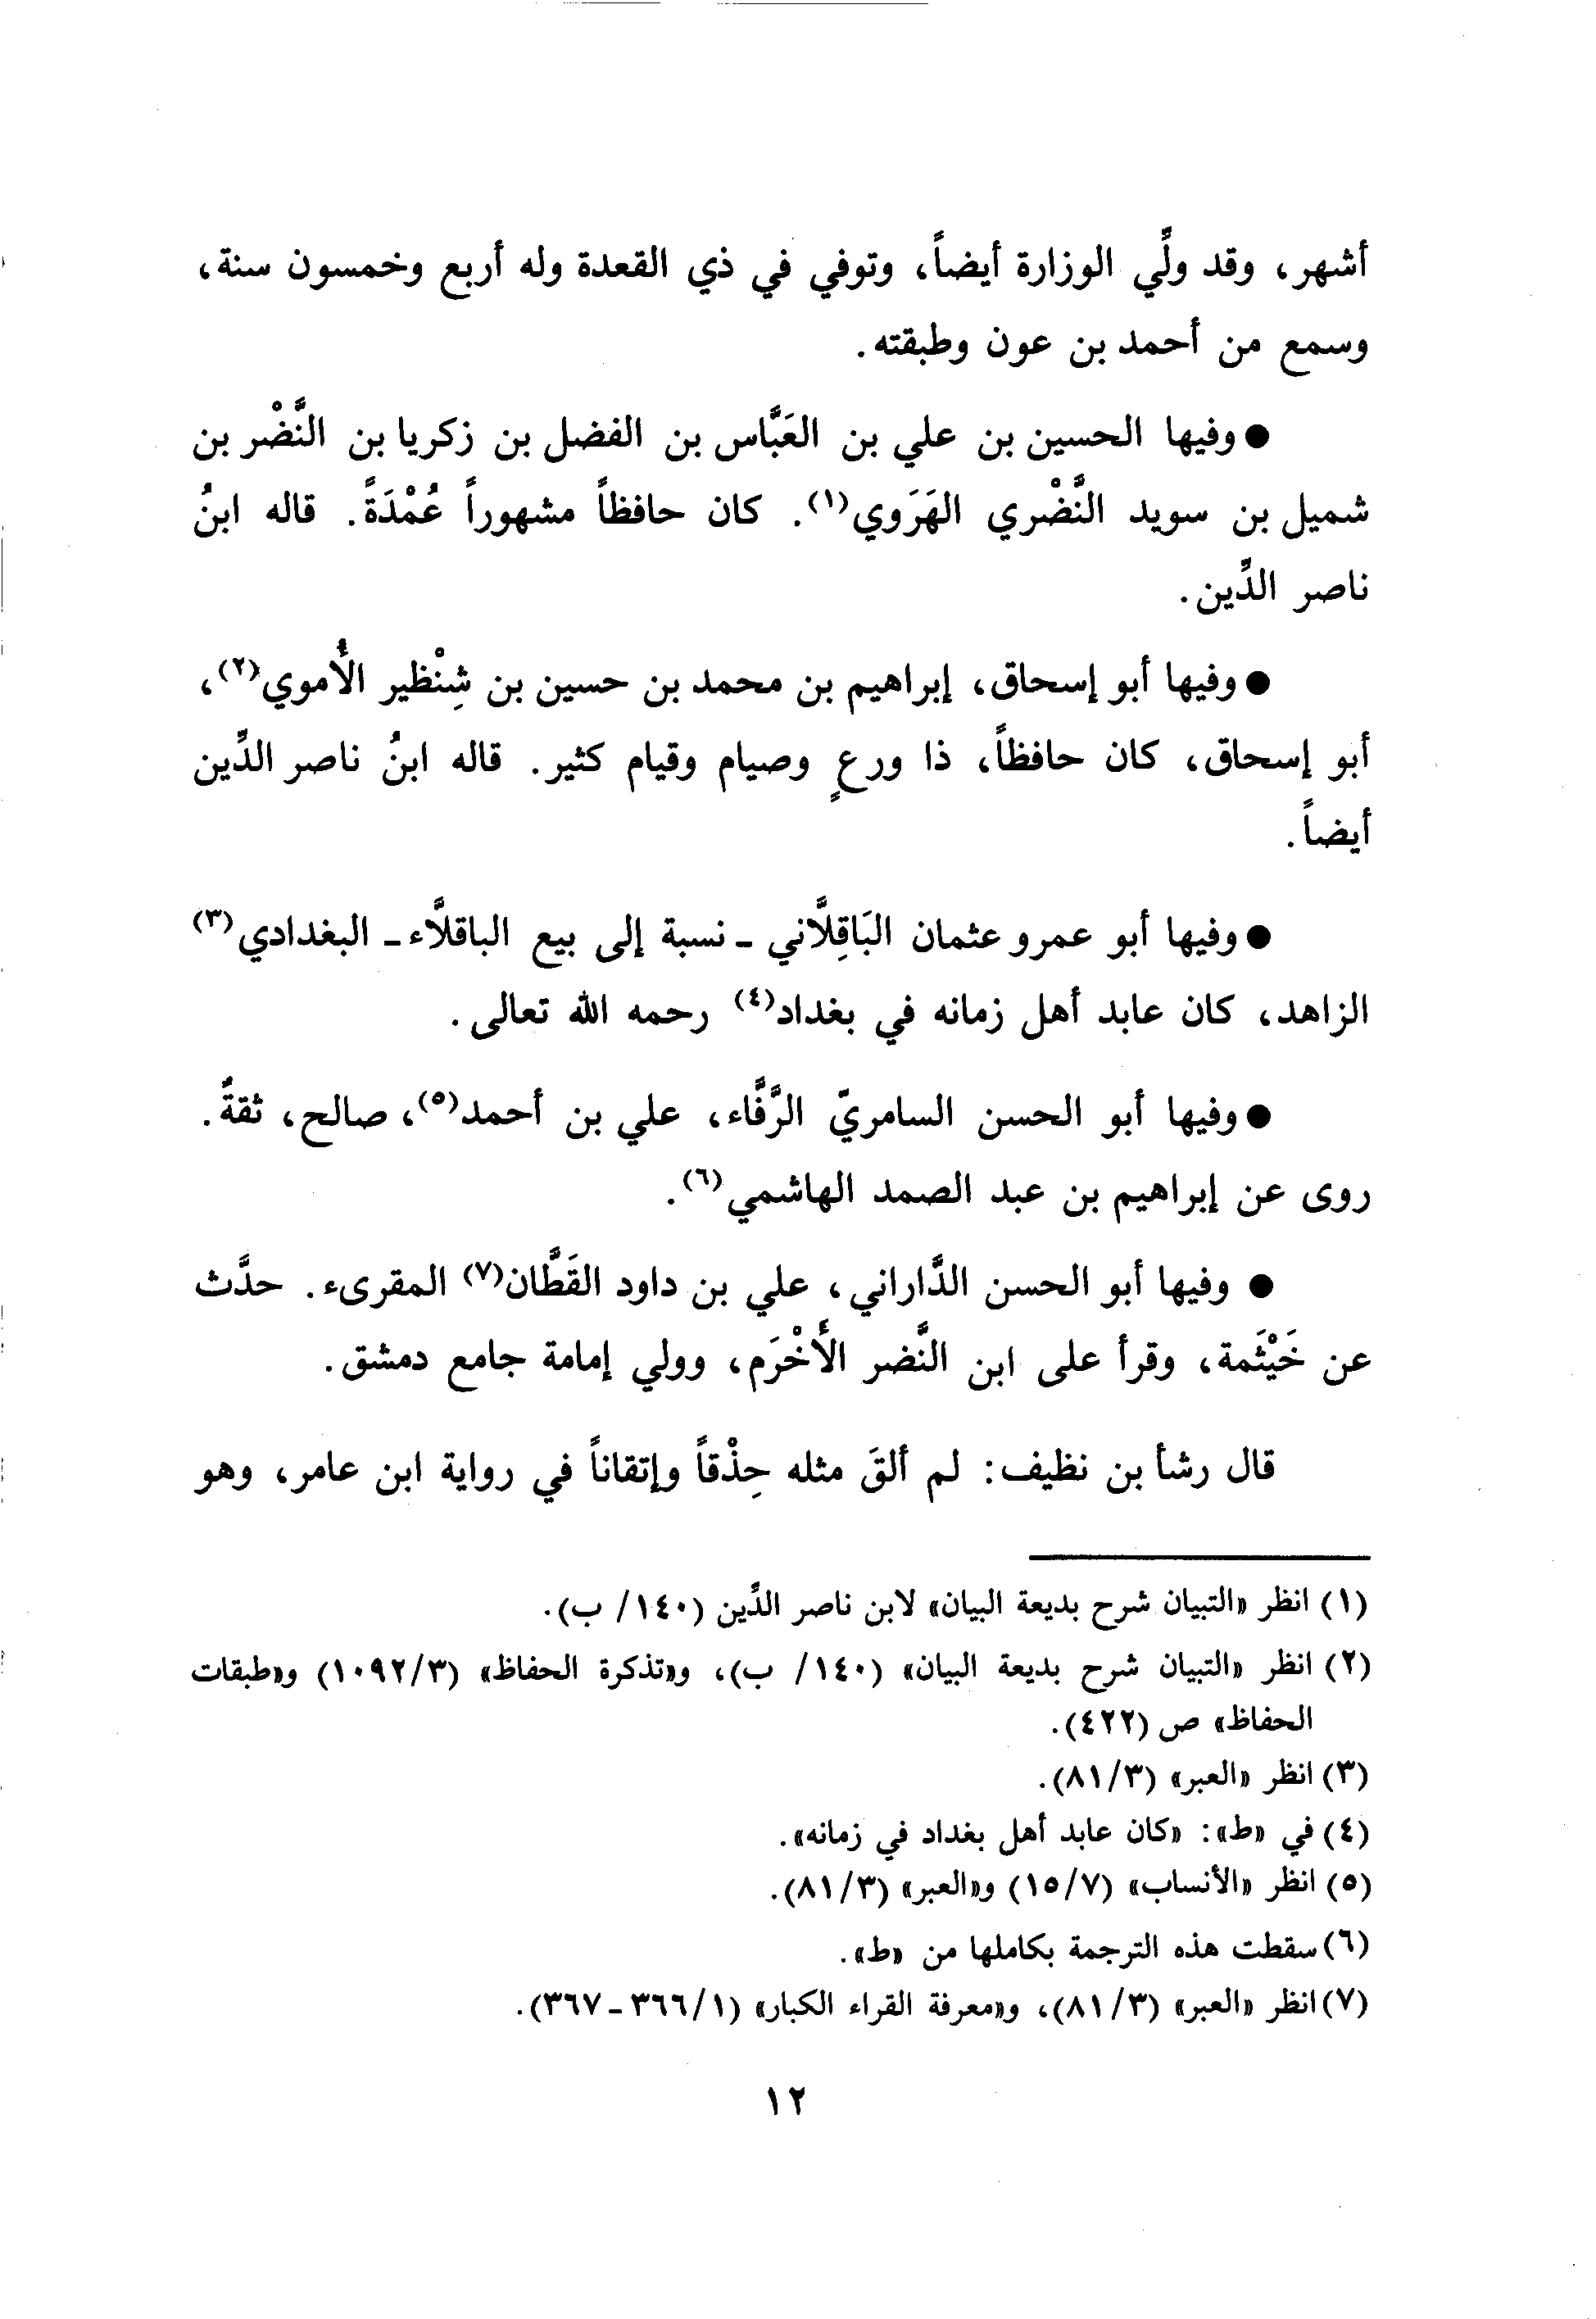 أشهر، وقد ولِّي الوزارة أيضاً، وتوفي في ذي القعدة وله أربع وخمسون سنة،
وسمع من أحمد بن عون وطبقته.
● وفيها الحسين بن علي بن العَبَّاس بن الفضل بن زكريا بن النَّضْر بن
شميل بن سويد النَّضْري الهَرَوي(١). كان حافظاً مشهوراً عُمْدَةً. قاله ابنُ
ناصر الدِّين.
● وفيها أبو إسحاق، إبراهيم بن محمد بن حسين بن شِنْظير الأُموي(٢)،
أبو إسحاق، كان حافظاً، ذا ورعٍ وصيام وقيام كثير. قاله ابنُ ناصر الدِّين
أيضاً.
● وفيها أبو عمرو عثمان البَاقِلَّاني - نسبة إلى بيع الباقلَّاء - البغدادي(٣)
الزاهد، كان عابد أهل زمانه في بغداد(٤) رحمه الله تعالى.
● وفيها أبو الحسن السامريّ الرَّفَّاء، علي بن أحمد(٥)، صالح، ثقةٌ.
روى عن إبراهيم بن عبد الصمد الهاشمي(٦).
● وفيها أبو الحسن الدَّاراني، علي بن داود القَطَّان(٧) المقرىء. حدَّث
عن خَيْثَمة، وقرأ على ابن النَّضر الأَخْرَم، وولي إمامة جامع دمشق.
قال رشأ بن نظيف: لم ألقَ مثله حِذْقاً وإتقاناً في رواية ابن عامر، وهو
(١) انظر «التبيان شرح بديعة البيان» لابن ناصر الدِّين (١٤٠/ ب).
(٢) انظر «التبيان شرح بديعة البيان» (١٤٠/ ب)، و«تذكرة الحفاظ» (١٠٩٢/٣) و«طبقات
الحفاظ» ص (٤٢٢).
(٣) انظر «العبر» (٨١/٣).
(٤) في «ط»: «كان عابد أهل بغداد في زمانه».
(٥) انظر «الأنساب» (١٥/٧) و«العبر» (٨١/٣).
(٦) سقطت هذه الترجمة بكاملها من «ط».
(٧) انظر «العبر» (٨١/٣)، و«معرفة القراء الكبار» (٣٦٦/١ - ٣٦٧).
١٢